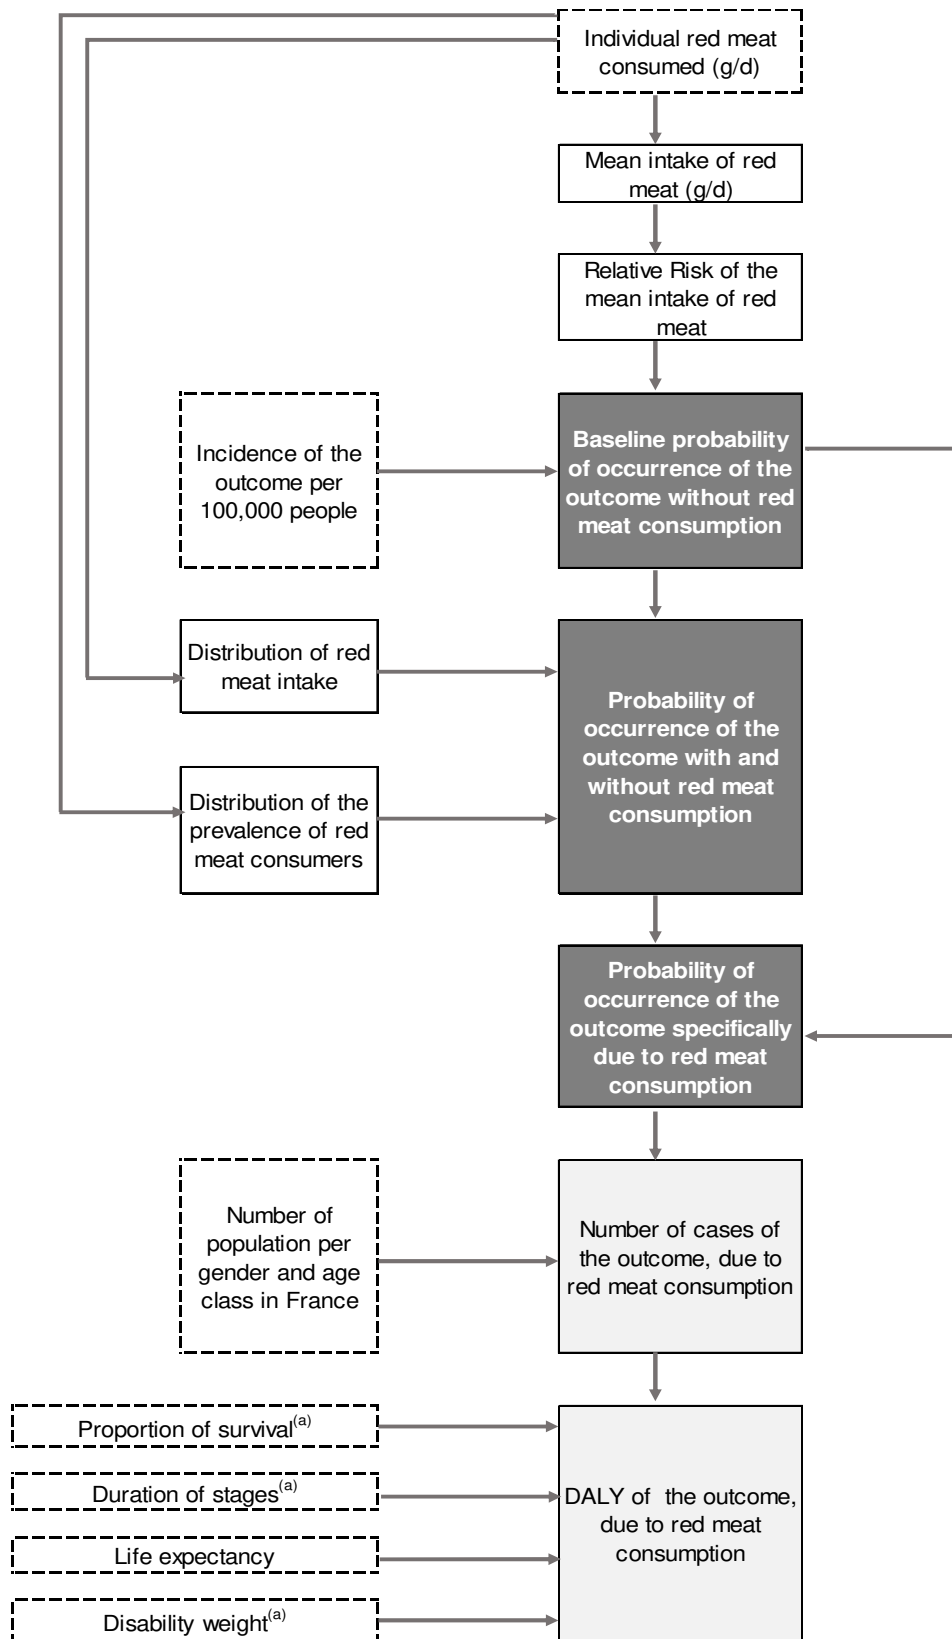 Individual red meat
consumed (g/d)
Mean intake of red
meat (g/d)
Relative Risk of the
mean intake of red
meat
Incidence of the
outcome per
100,000 people
Baseline probability
of occurrence of the
outcome without red
meat consumption
Distribution of red
meat intake
Distribution of the
prevalence of red
meat consumers
Probability of
occurrence of the
outcome with and
without red meat
consumption
Probability of
occurrence of the
outcome specifically
due to red meat
consumption
Number of
population per
gender and age
class in France
Number of cases of
the outcome, due to
red meat consumption
Proportion of survival(a)
Duration of stages(a)
Life expectancy
Disability weight(a)
DALY of the outcome,
due to red meat
consumption